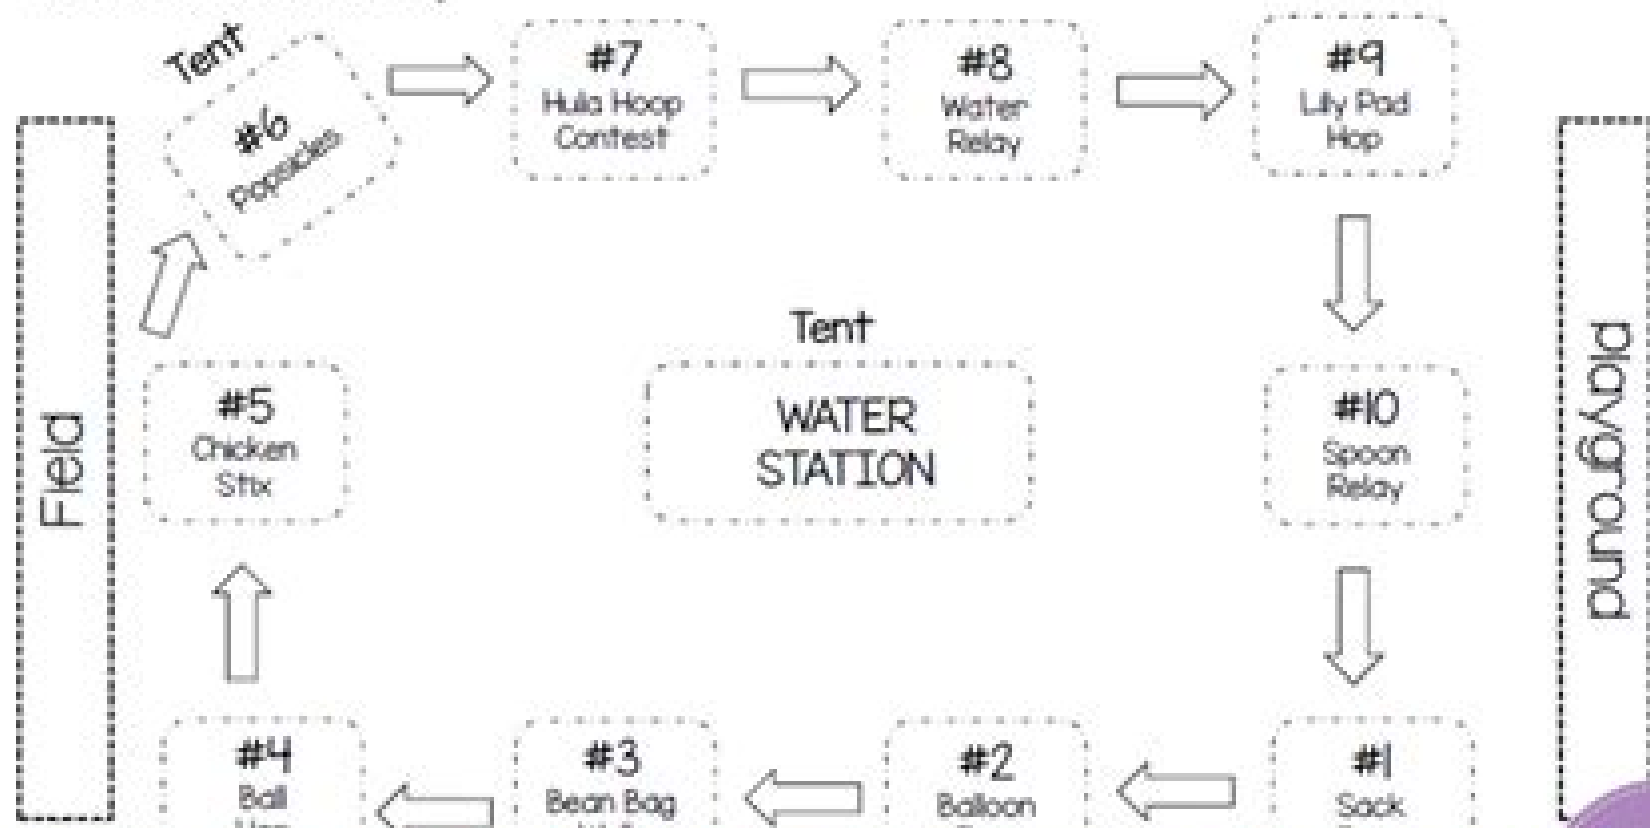 Tent
#6
Popsicles
#7
Hula Hoop
Contest
#8
Water
Relay
#9
Lily Pad
Hop
Field
#5
Chicken
Stix
Tent
WATER
STATION
#10
Spoon
Relay
playground
#4
Ball
#3
Bean Bag
#2
Balloon
#1
Sack